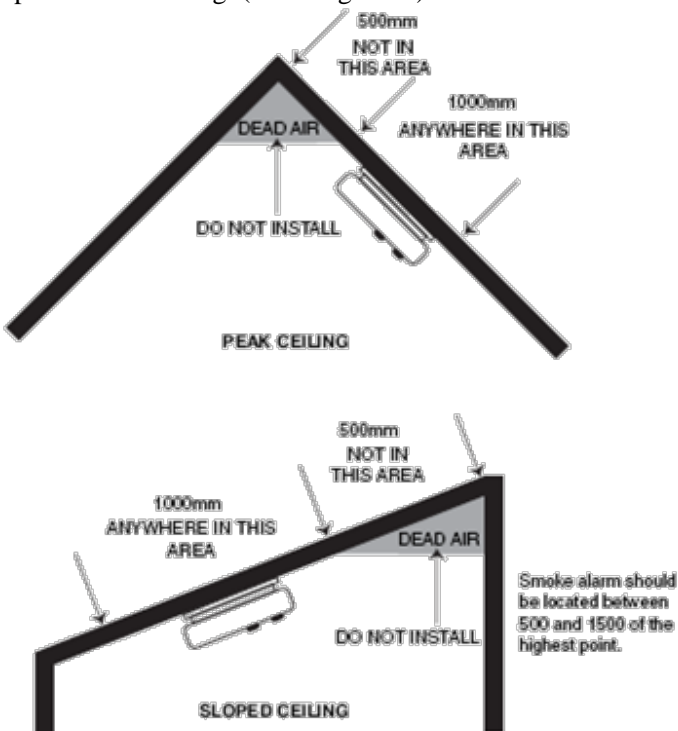 500mm
NOT IN
THIS AREA
1000mm
ANYWHERE IN THIS
AREA
DEAD AIR
DO NOT INSTALL
PEAK CEILING
500mm
NOT IN
THIS AREA
1000mm
ANYWHERE IN THIS
AREA
DEAD AIR
DO NOT INSTALL
Smoke alarm should
be located between
500 and 1500 of the
highest point.
SLOPED CEILING